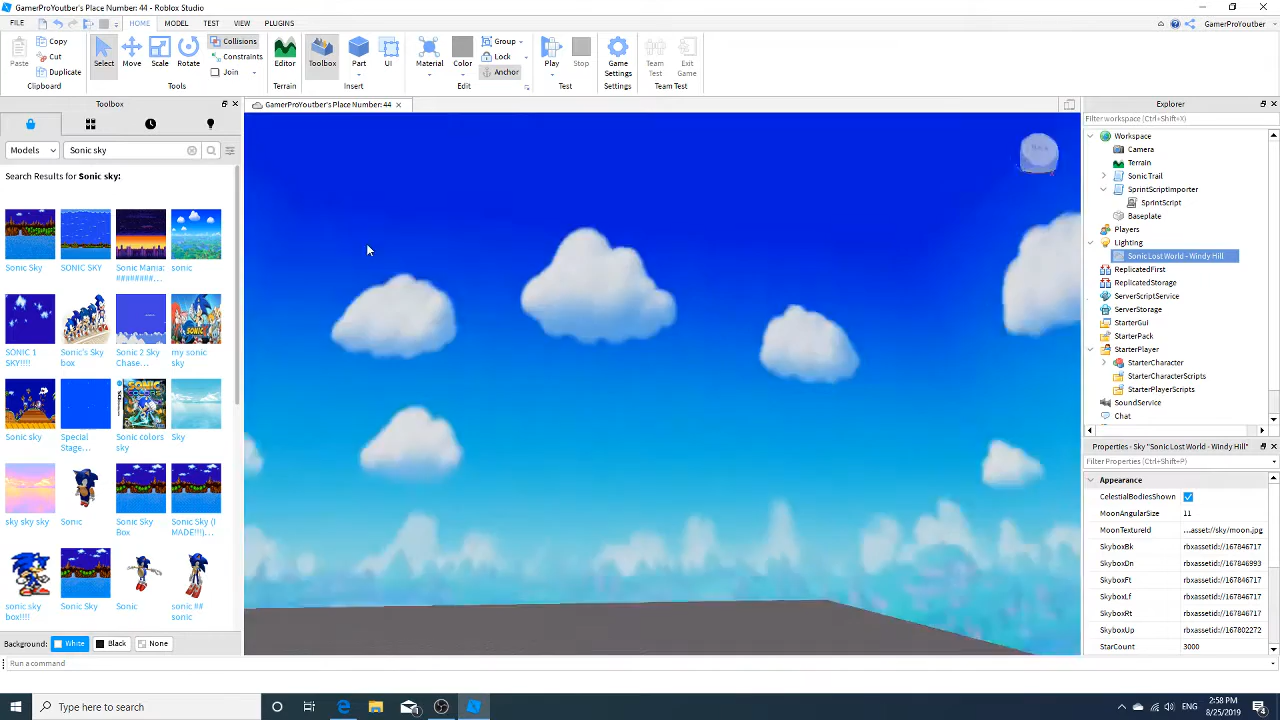 GamerProYoutber's Place Number: 44 - Roblox Studio
FILE HOME MODEL TEST VIEW PLUGINS GamerProYoutber
Paste Copy Cut Duplicate Clipboard
Select Move Scale Rotate Collisions Constraints Join Tools
Editor Terrain
Toolbox Part UI Insert
Material Color Group Lock Anchor Edit
Play Stop Test
Game Settings Settings
Team Test Exit Game Team Test
Toolbox
Models Sonic sky
Search Results for Sonic sky:
Sonic Sky
SONIC SKY
Sonic Mania: ########...
sonic
SONIC 1 SKY!!!!
Sonic's Sky box
Sonic 2 Sky Chase...
my sonic sky
Sonic sky
Special Stage...
Sonic colors sky
Sky
sky sky sky
Sonic
Sonic Sky Box
Sonic Sky (I MADE!!!)...
sonic sky box!!!!
Sonic Sky
Sonic
sonic ## sonic
Background: White Black None
Run a command
GamerProYoutber's Place Number: 44
Explorer
Filter workspace (Ctrl+Shift+X)
Workspace
Camera
Terrain
Sonic Trail
SprintScriptImporter
SprintScript
Baseplate
Players
Lighting
Sonic Lost World - Windy Hill
ReplicatedFirst
ReplicatedStorage
ServerScriptService
ServerStorage
StarterGui
StarterPack
StarterPlayer
StarterCharacter
StarterCharacterScripts
StarterPlayerScripts
SoundService
Chat
Properties - Sky "Sonic Lost World - Windy Hill"
Filter Properties (Ctrl+Shift+P)
Appearance
CelestialBodiesShown
MoonAngularSize 11
MoonTextureId ...asset://sky/moon.jpg
SkyboxBk rbxassetid://167846717
SkyboxDn rbxassetid://167846993
SkyboxFt rbxassetid://167846717
SkyboxLf rbxassetid://167846717
SkyboxRt rbxassetid://167846717
SkyboxUp rbxassetid://167802272
StarCount 3000
Type here to search
ENG
2:58 PM
8/25/2019